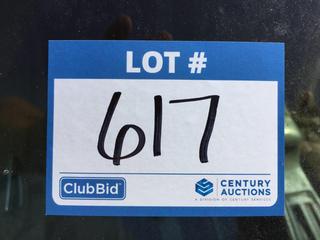 LOT #
617
ClubBid
CENTURY
AUCTIONS
A DIVISION OF CENTURY SERVICES